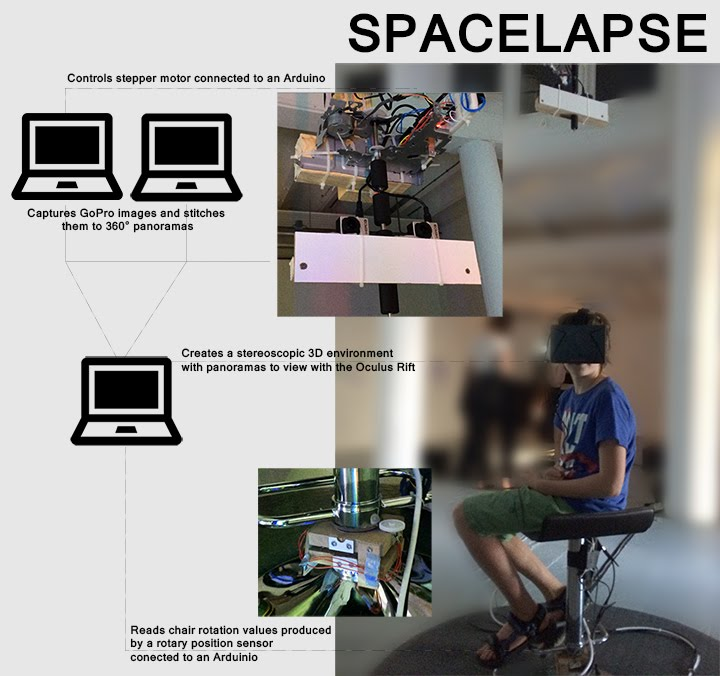 SPACELAPSE
Controls stepper motor connected to an Arduino
Captures GoPro images and stitches
them to 360° panoramas
Creates a stereoscopic 3D environment
with panoramas to view with the Oculus Rift
Reads chair rotation values produced
by a rotary position sensor
conected to an Arduinio